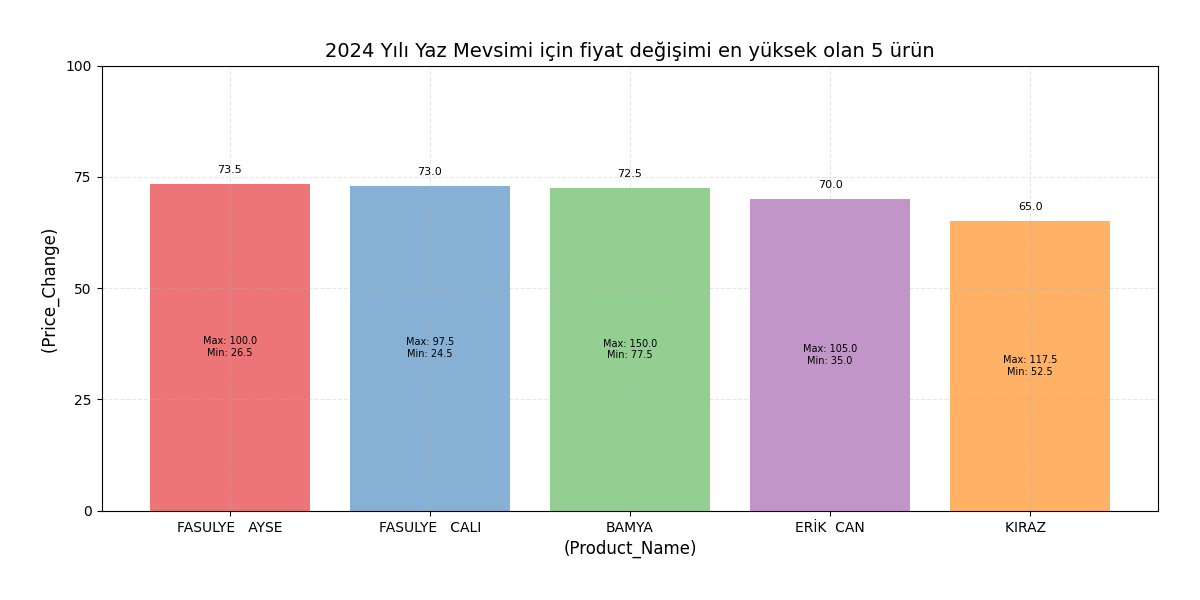 2024 Yılı Yaz Mevsimi için fiyat değişimi en yüksek olan 5 ürün
(Price_Change)
100
75
50
25
0
73.5
73.0
72.5
70.0
65.0
Max: 100.0
Min: 26.5
Max: 97.5
Min: 24.5
Max: 150.0
Min: 77.5
Max: 105.0
Min: 35.0
Max: 117.5
Min: 52.5
FASULYE   AYSE
FASULYE   CALI
BAMYA
ERİK  CAN
KIRAZ
(Product_Name)